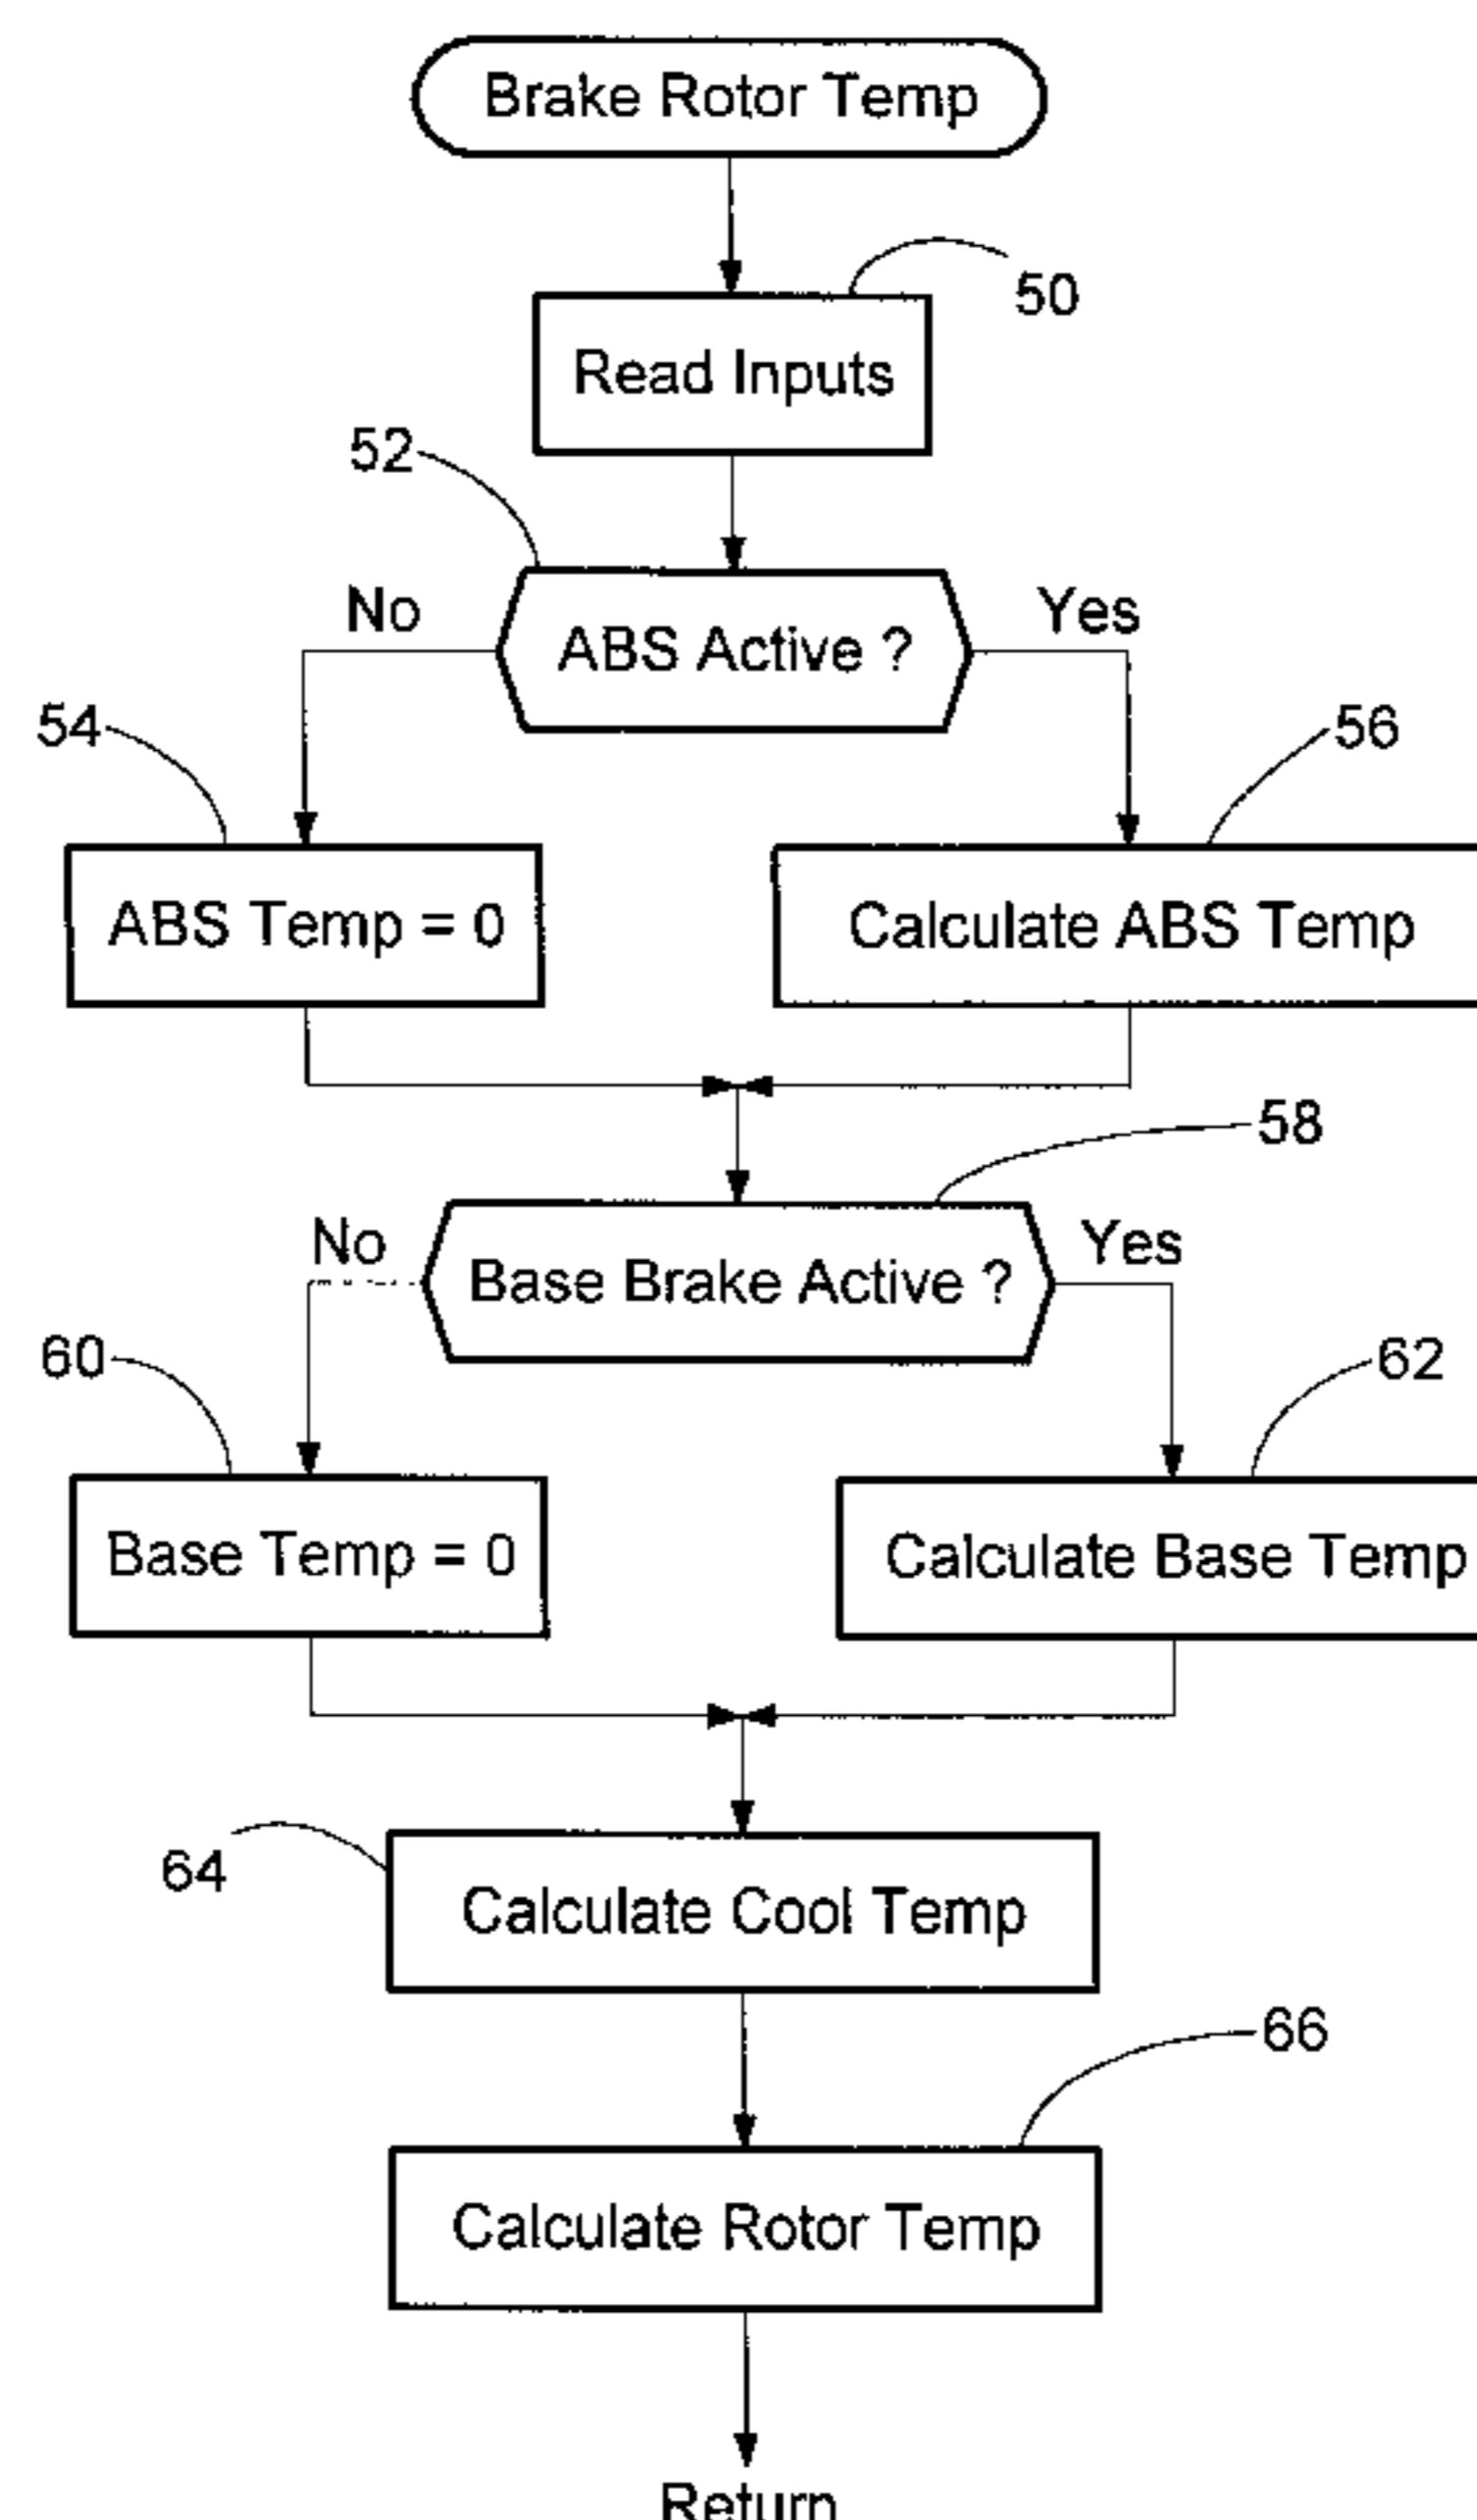 Brake Rotor Temp
50
Read Inputs
52
No
ABS Active ?
Yes
54
56
ABS Temp = 0
Calculate ABS Temp
58
No
Base Brake Active ?
Yes
60
62
Base Temp = 0
Calculate Base Temp
64
Calculate Cool Temp
66
Calculate Rotor Temp
Return